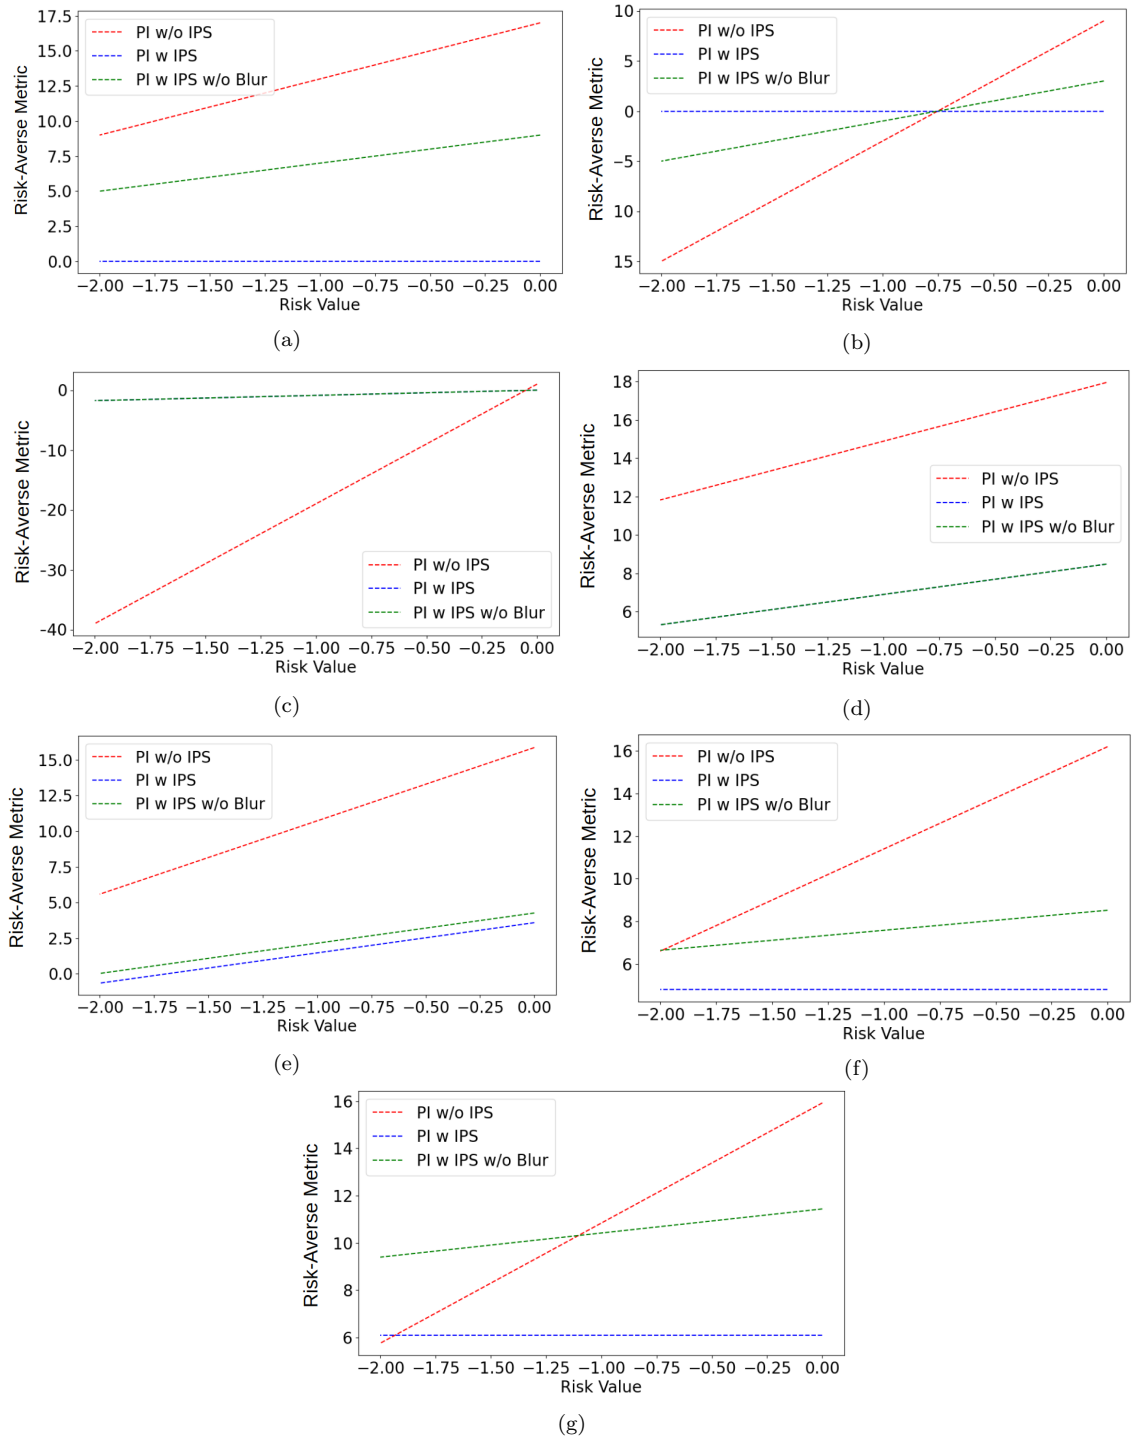 17.5
15.0
12.5
10.0
7.5
5.0
2.5
0.0
Risk-Averse Metric
PI w/o IPS
PI w IPS
PI w IPS w/o Blur
−2.00 −1.75 −1.50 −1.25 −1.00 −0.75 −0.50 −0.25 0.00
Risk Value
(a)
10
5
0
−5
10
15
Risk-Averse Metric
PI w/o IPS
PI w IPS
PI w IPS w/o Blur
−2.00 −1.75 −1.50 −1.25 −1.00 −0.75 −0.50 −0.25 0.00
Risk Value
(b)
0
-10
-20
-30
-40
Risk-Averse Metric
PI w/o IPS
PI w IPS
PI w IPS w/o Blur
−2.00 −1.75 −1.50 −1.25 −1.00 −0.75 −0.50 −0.25 0.00
Risk Value
(c)
18
16
14
12
10
8
6
Risk-Averse Metric
PI w/o IPS
PI w IPS
PI w IPS w/o Blur
−2.00 −1.75 −1.50 −1.25 −1.00 −0.75 −0.50 −0.25 0.00
Risk Value
(d)
15.0
12.5
10.0
7.5
5.0
2.5
0.0
Risk-Averse Metric
PI w/o IPS
PI w IPS
PI w IPS w/o Blur
−2.00 −1.75 −1.50 −1.25 −1.00 −0.75 −0.50 −0.25 0.00
Risk Value
(e)
16
14
12
10
8
6
Risk-Averse Metric
PI w/o IPS
PI w IPS
PI w IPS w/o Blur
−2.00 −1.75 −1.50 −1.25 −1.00 −0.75 −0.50 −0.25 0.00
Risk Value
(f)
16
14
12
10
8
6
Risk-Averse Metric
PI w/o IPS
PI w IPS
PI w IPS w/o Blur
−2.00 −1.75 −1.50 −1.25 −1.00 −0.75 −0.50 −0.25 0.00
Risk Value
(g)